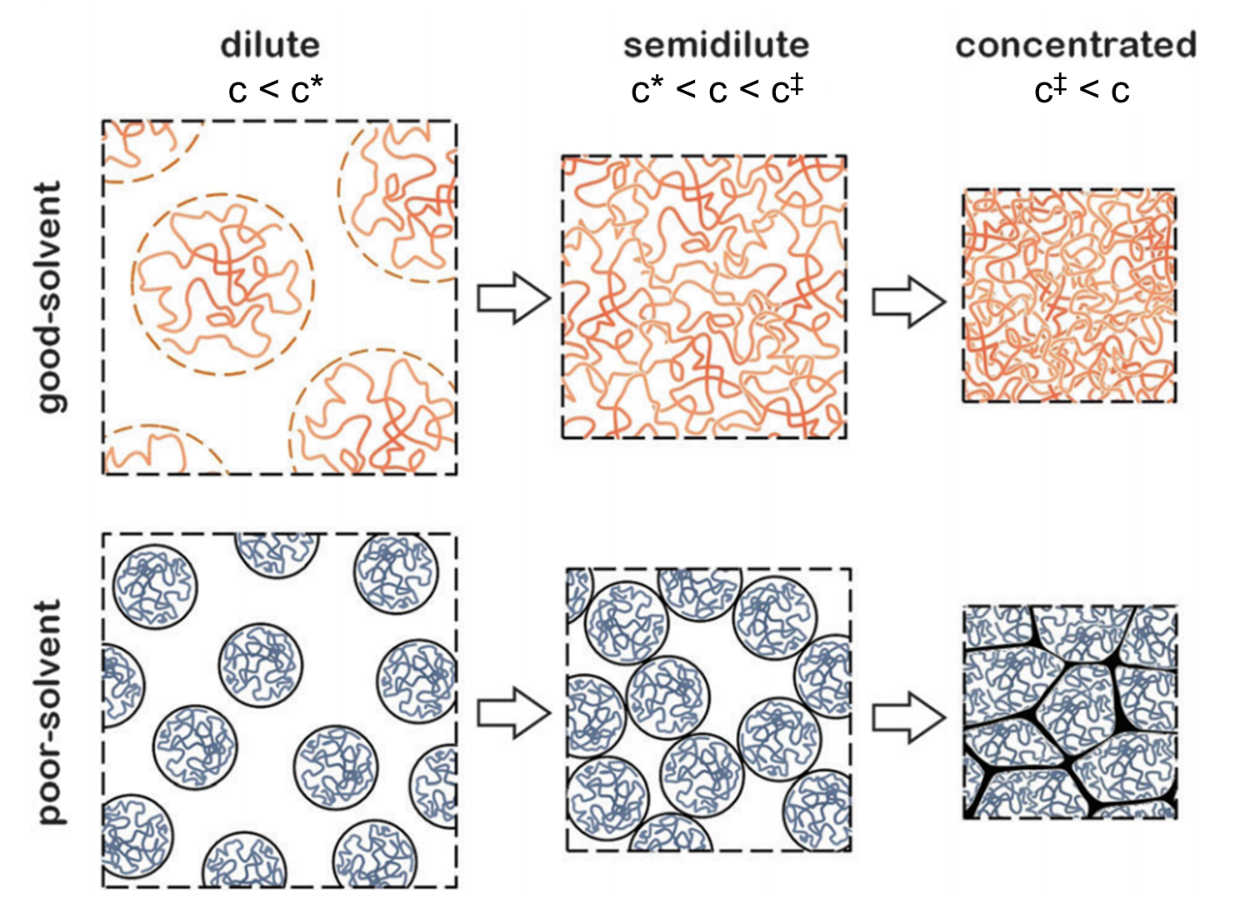 dilute
c < c*
semidilute
c* < c < c‡
concentrated
c‡ < c
good-solvent
poor-solvent